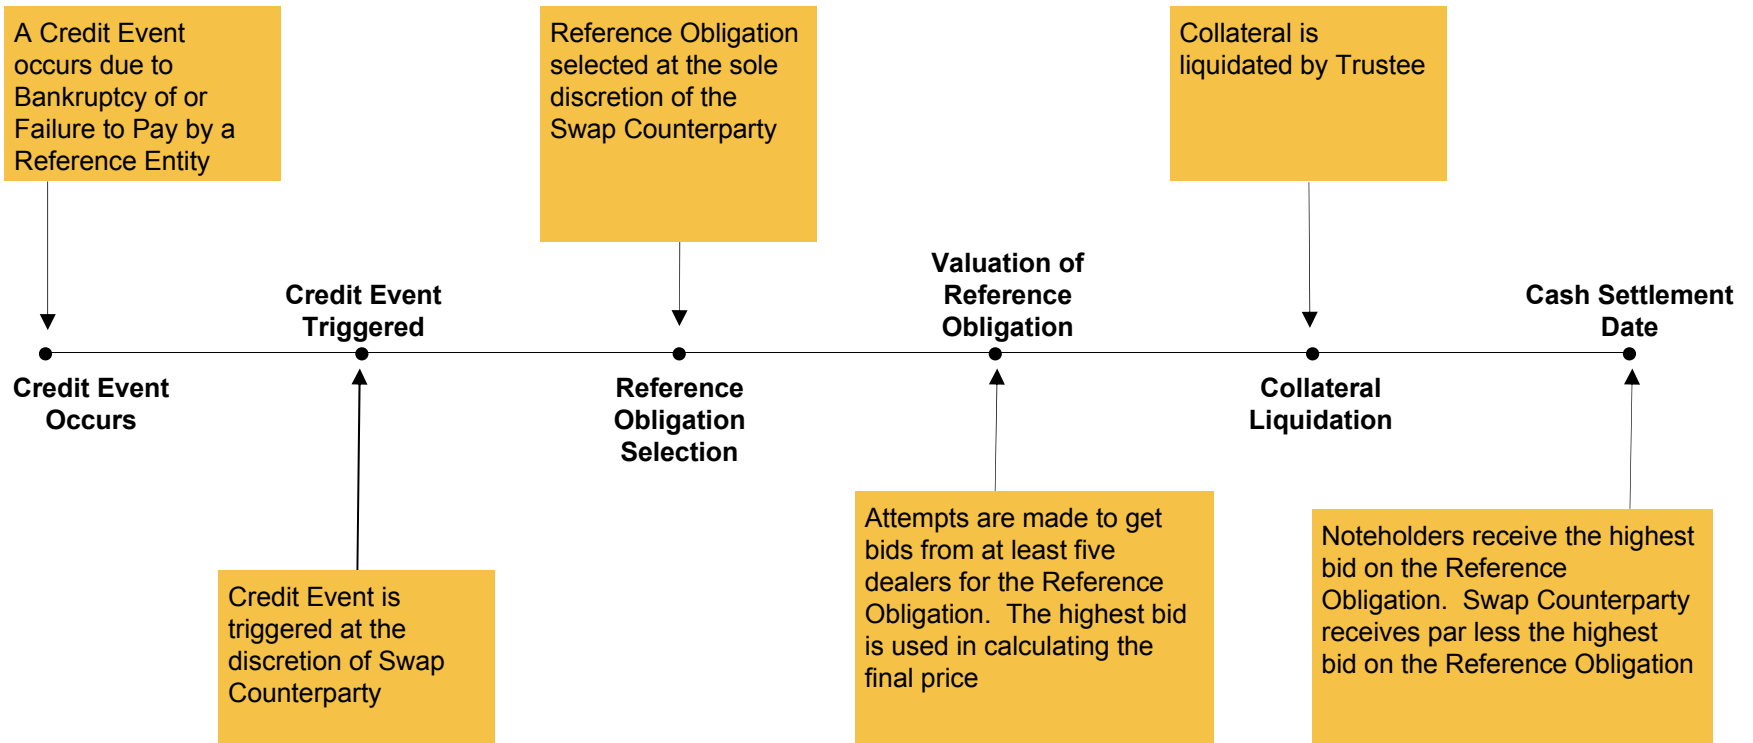 A Credit Event
occurs due to
Bankruptcy of or
Failure to Pay by a
Reference Entity
Reference Obligation
selected at the sole
discretion of the
Swap Counterparty
Collateral is
liquidated by Trustee
Credit Event
Triggered
Valuation of
Reference
Obligation
Cash Settlement
Date
Credit Event
Occurs
Reference
Obligation
Selection
Collateral
Liquidation
Credit Event is
triggered at the
discretion of Swap
Counterparty
Attempts are made to get
bids from at least five
dealers for the Reference
Obligation.  The highest bid
is used in calculating the
final price
Noteholders receive the highest
bid on the Reference
Obligation.  Swap Counterparty
receives par less the highest
bid on the Reference Obligation